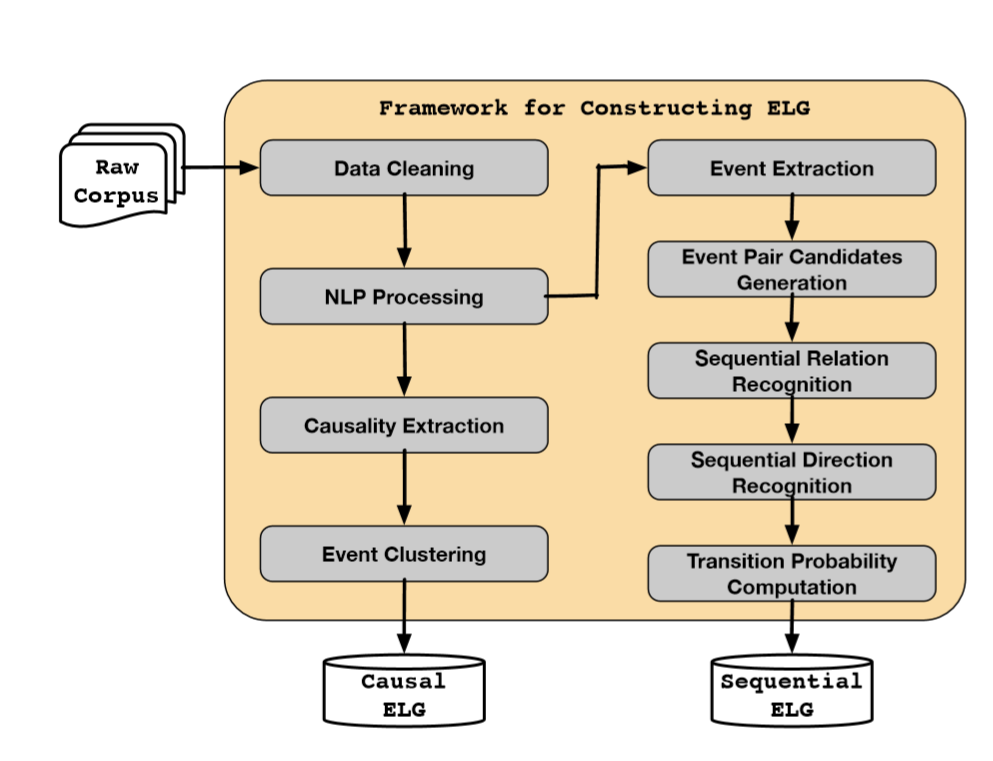 Framework for Constructing ELG
Raw
Corpus
Data Cleaning
NLP Processing
Causality Extraction
Event Clustering
Causal
ELG
Event Extraction
Event Pair Candidates
Generation
Sequential Relation
Recognition
Sequential Direction
Recognition
Transition Probability
Computation
Sequential
ELG